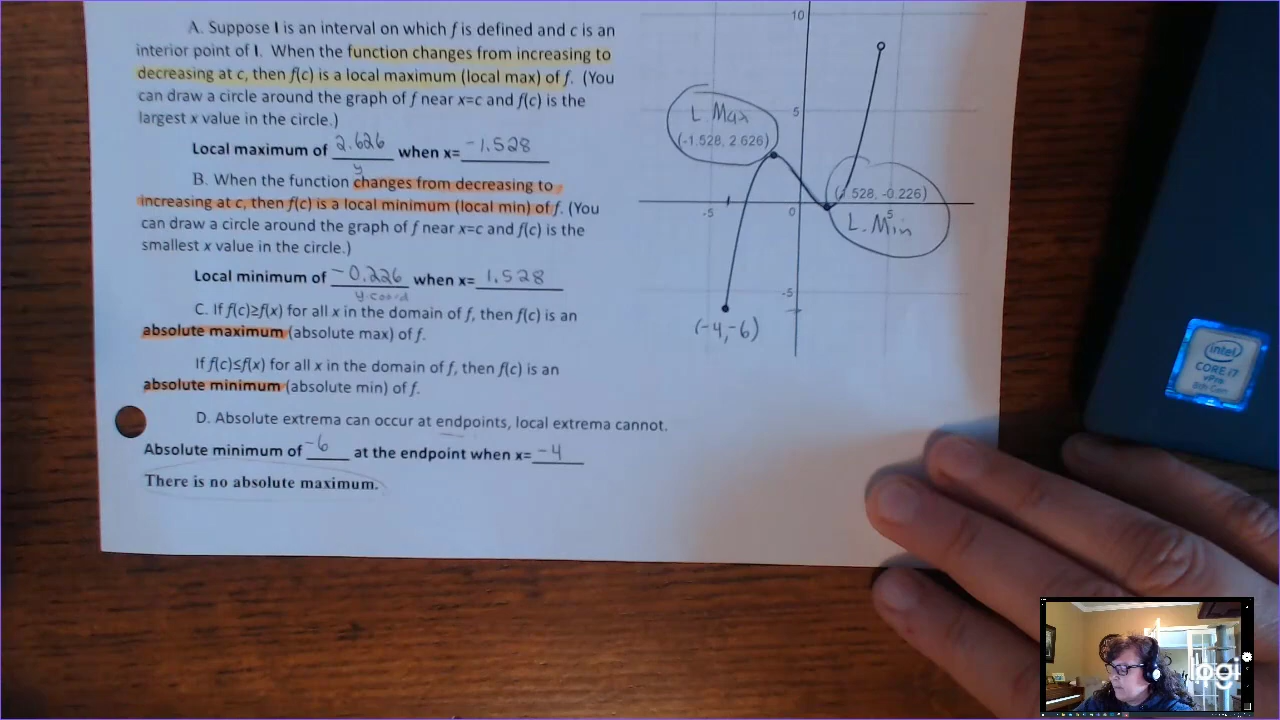 A. Suppose I is an interval on which f is defined and c is an
interior point of I. When the function changes from increasing to
decreasing at c, then f(c) is a local maximum (local max) of f. (You
can draw a circle around the graph of f near x=c and f(c) is the
largest x value in the circle.)
Local maximum of 2.626 when x= -1.528
y
B. When the function changes from decreasing to
increasing at c, then f(c) is a local minimum (local min) of f. (You
can draw a circle around the graph of f near x=c and f(c) is the
smallest x value in the circle.)
Local minimum of -0.226 when x= 1.528
y coord
C. If f(c)≥f(x) for all x in the domain of f, then f(c) is an
absolute maximum (absolute max) of f.
If f(c)≤f(x) for all x in the domain of f, then f(c) is an
absolute minimum (absolute min) of f.
D. Absolute extrema can occur at endpoints, local extrema cannot.
Absolute minimum of -6 at the endpoint when x= -4
There is no absolute maximum.
10
5
L. Max
(-1.528, 2.626)
(1.528, -0.226)
-5
0
5
L. Min
-5
(-4,-6)
intel
CORE i7
vPro
8th Gen
logi